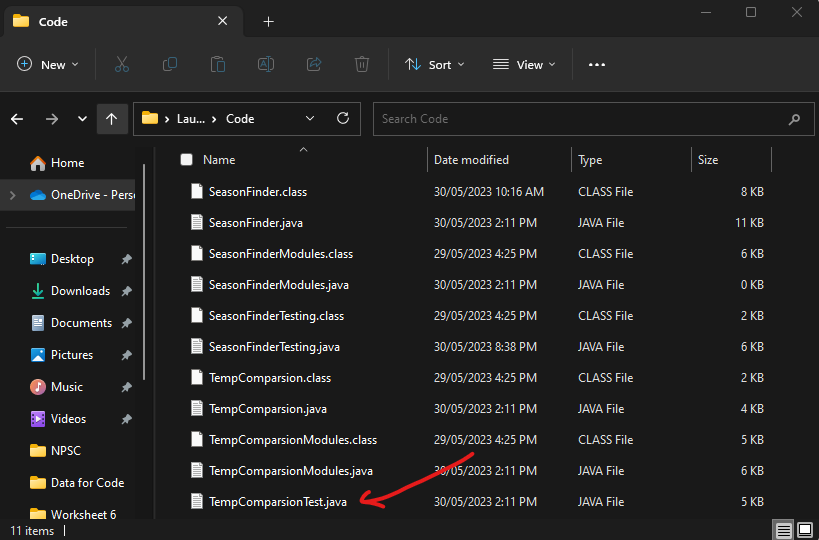 Code
New Sort View
Lau... Code Search Code
Name Date modified Type Size
Home
OneDrive - Pers
Desktop
Downloads
Documents
Pictures
Music
Videos
NPSC
Data for Code
Worksheet 6
SeasonFinder.class 30/05/2023 10:16 AM CLASS File 8 KB
SeasonFinder.java 30/05/2023 2:11 PM JAVA File 11 KB
SeasonFinderModules.class 29/05/2023 4:25 PM CLASS File 6 KB
SeasonFinderModules.java 30/05/2023 2:11 PM JAVA File 0 KB
SeasonFinderTesting.class 29/05/2023 4:25 PM CLASS File 2 KB
SeasonFinderTesting.java 30/05/2023 8:38 PM JAVA File 6 KB
TempComparsion.class 29/05/2023 4:25 PM CLASS File 2 KB
TempComparsion.java 30/05/2023 2:11 PM JAVA File 4 KB
TempComparsionModules.class 29/05/2023 4:25 PM CLASS File 5 KB
TempComparsionModules.java 30/05/2023 2:11 PM JAVA File 6 KB
TempComparsionTest.java 30/05/2023 2:11 PM JAVA File 5 KB
11 items